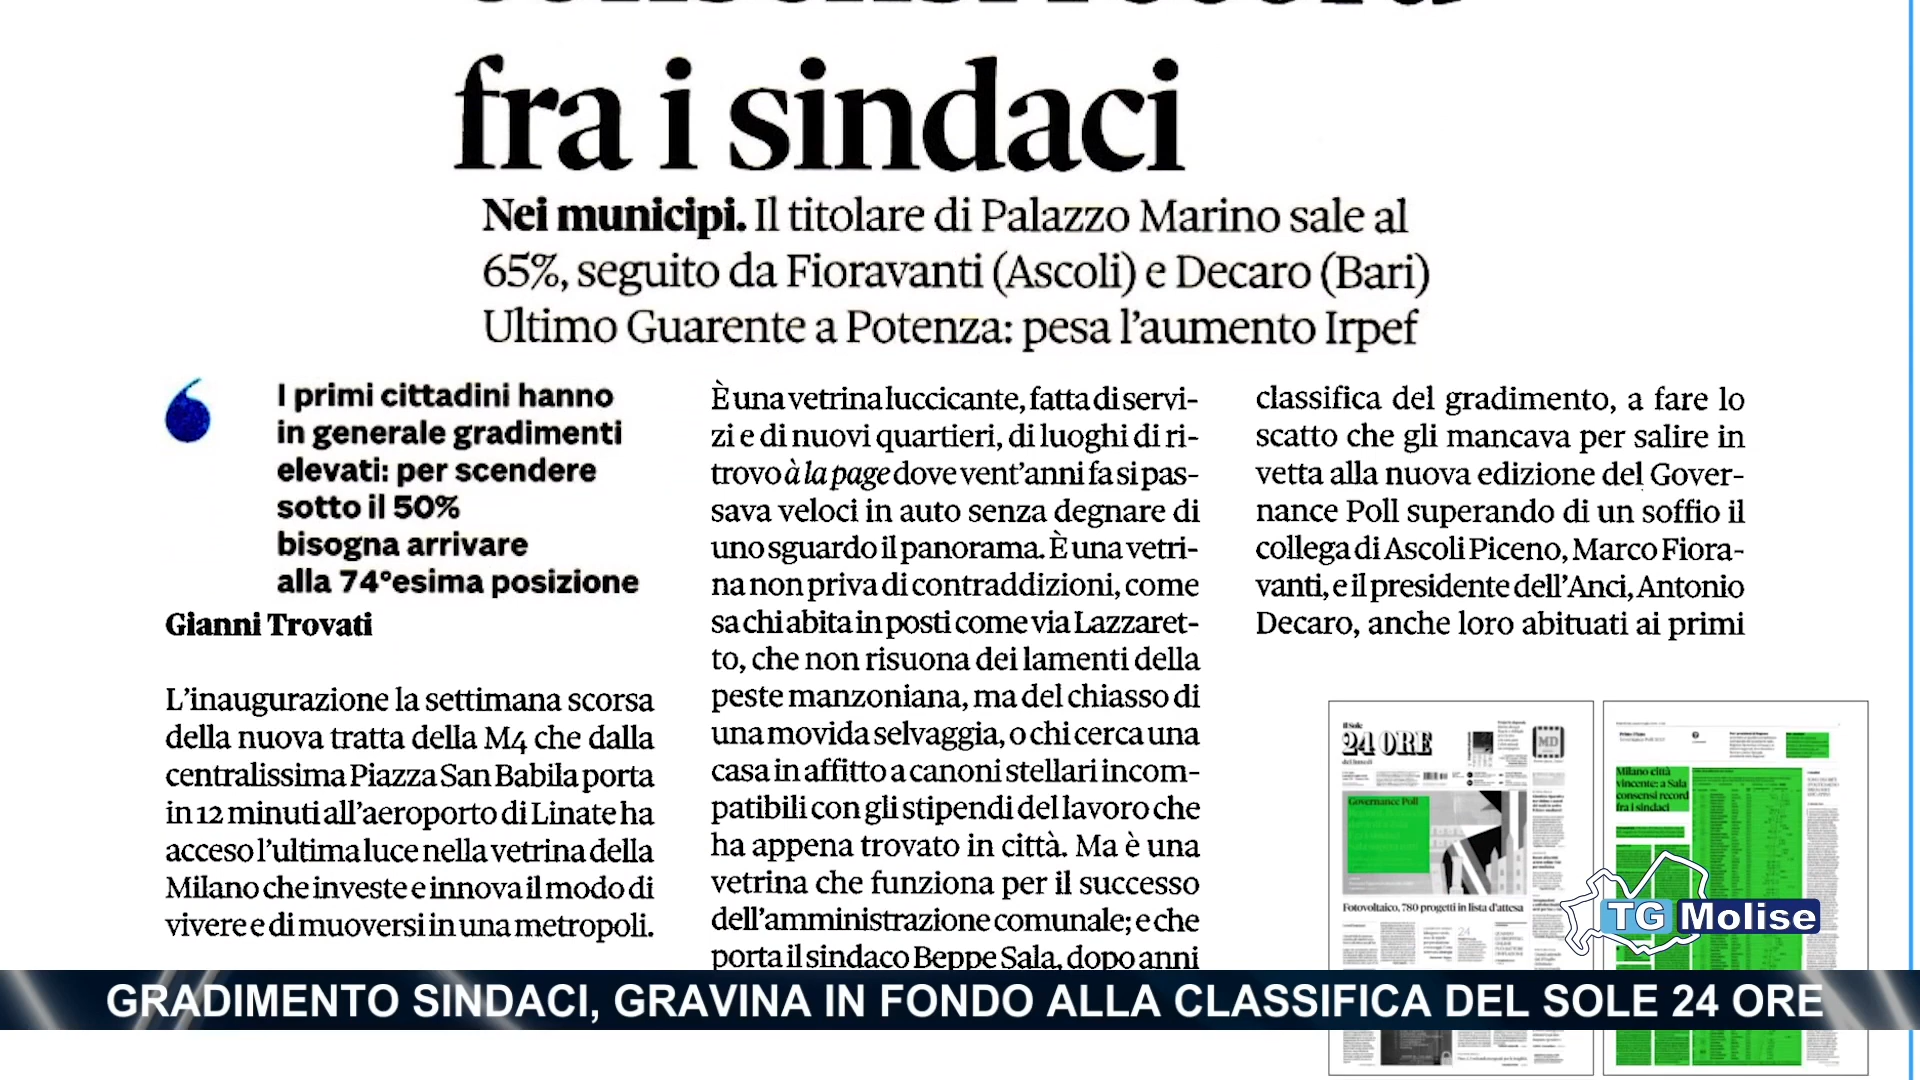 fra i sindaci
Nei municipi. Il titolare di Palazzo Marino sale al
65%, seguito da Fioravanti (Ascoli) e Decaro (Bari)
Ultimo Guarente a Potenza: pesa l'aumento Irpef
I primi cittadini hanno
in generale gradimenti
elevati: per scendere
sotto il 50%
bisogna arrivare
alla 74°esima posizione
Gianni Trovati
L'inaugurazione la settimana scorsa
della nuova tratta della M4 che dalla
centralissima Piazza San Babila porta
in 12 minuti all'aeroporto di Linate ha
acceso l'ultima luce nella vetrina della
Milano che investe e innova il modo di
vivere e di muoversi in una metropoli.
È una vetrina luccicante, fatta di servi-
zi e di nuovi quartieri, di luoghi di ri-
trovo à la page dove vent'anni fa si pas-
sava veloci in auto senza degnare di
uno sguardo il panorama. È una vetri-
na non priva di contraddizioni, come
sa chi abita in posti come via Lazzaret-
to, che non risuona dei lamenti della
peste manzoniana, ma del chiasso di
una movida selvaggia, o chi cerca una
casa in affitto a canoni stellari incom-
patibili con gli stipendi del lavoro che
ha appena trovato in città. Ma è una
vetrina che funziona per il successo
dell'amministrazione comunale; e che
porta il sindaco Beppe Sala, dopo anni
classifica del gradimento, a fare lo
scatto che gli mancava per salire in
vetta alla nuova edizione del Gover-
nance Poll superando di un soffio il
collega di Ascoli Piceno, Marco Fiora-
vanti, e il presidente dell'Anci, Antonio
Decaro, anche loro abituati ai primi
il Sole
24 ORE
del lunedì
MD
Governance Poll
Fotovoltaico, 780 progetti in lista d'attesa
Milano città
vincente: a Sala
consensi record
fra i sindaci
TG Molise
GRADIMENTO SINDACI, GRAVINA IN FONDO ALLA CLASSIFICA DEL SOLE 24 ORE